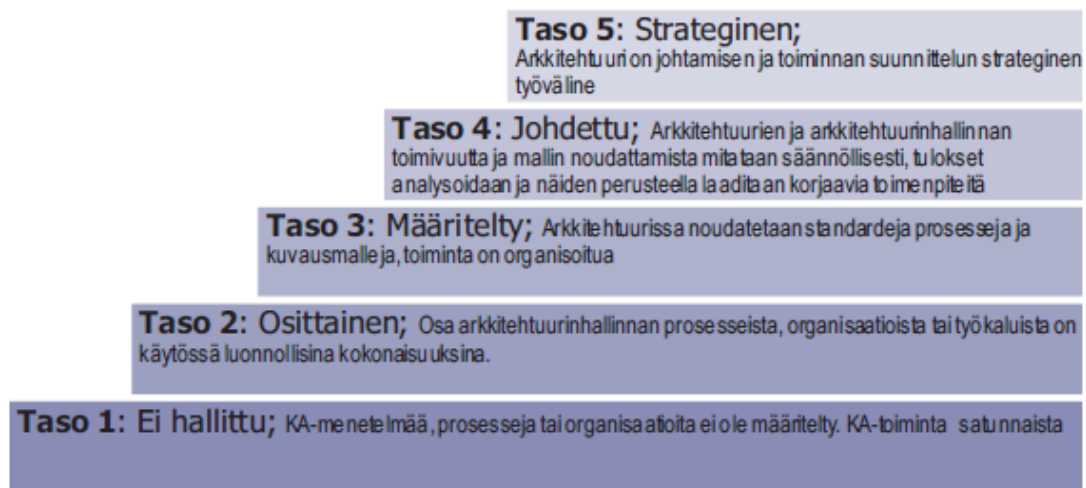 Taso 5: Strateginen;
Arkkitehtuuri on johtamisen ja toiminnan suunnittelun strateginen
työväline
Taso 4: Johdettu; Arkkitehtuurien ja arkkitehtuurinhallinnan
toimivuutta ja mallin noudattamista mitataan säännöllisesti, tulokset
analysoidaan ja näiden perusteella laaditaan korjaavia toimenpiteitä
Taso 3: Määritelty; Arkkitehtuurissa noudatetaan standardeja prosesseja ja
kuvausmalleja, toiminta on organisoitua
Taso 2: Osittainen; Osa arkkitehtuurinhallinnan prosesseista, organisaatioista tai työkaluista on
käytössä luonnollisina kokonaisuuksina.
Taso 1: Ei hallittu; KA-menetelmää, prosesseja tai organisaatioita ei ole määritelty. KA-toiminta satunnaista